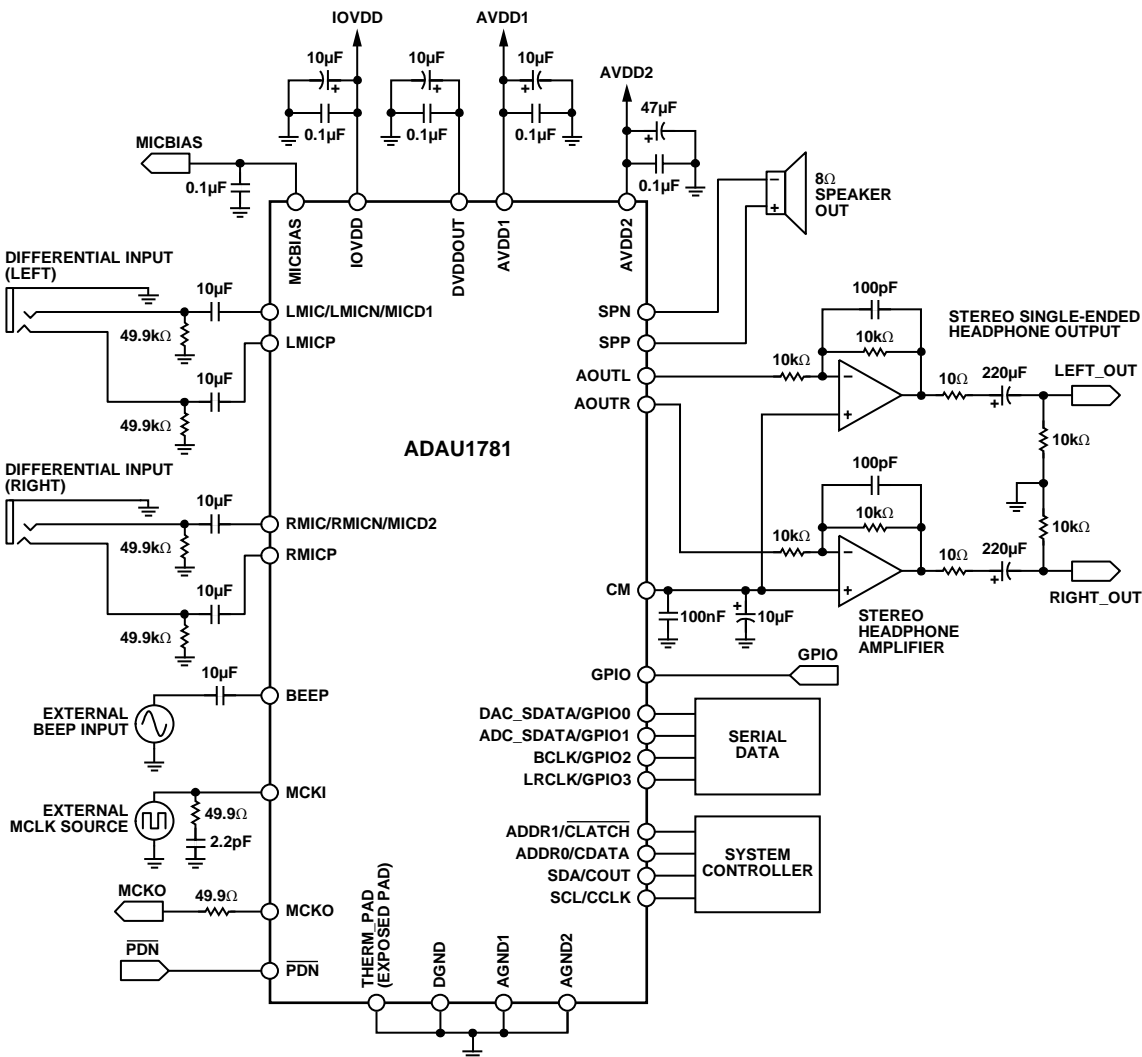 IOVDD
AVDD1
10µF
10µF
10µF
AVDD2
47µF
0.1µF
0.1µF
0.1µF
MICBIAS
0.1µF
0.1µF
8Ω
SPEAKER
OUT
MICBIAS
IOVDD
DVDDOUT
AVDD1
AVDD2
DIFFERENTIAL INPUT
(LEFT)
10µF
LMIC/LMICN/MICD1
49.9kΩ
LMICP
10µF
49.9kΩ
SPN
SPP
AOUTL
AOUTR
100pF
10kΩ
10kΩ
STEREO SINGLE-ENDED
HEADPHONE OUTPUT
10Ω
220µF
LEFT_OUT
10kΩ
ADAU1781
DIFFERENTIAL INPUT
(RIGHT)
10µF
RMIC/RMICN/MICD2
49.9kΩ
RMICP
10µF
49.9kΩ
100pF
10kΩ
10kΩ
10kΩ
10Ω
220µF
RIGHT_OUT
CM
100nF
10µF
STEREO
HEADPHONE
AMPLIFIER
10µF
BEEP
EXTERNAL
BEEP INPUT
GPIO
GPIO
DAC_SDATA/GPIO0
ADC_SDATA/GPIO1
BCLK/GPIO2
LRCLK/GPIO3
SERIAL
DATA
MCKI
EXTERNAL
MCLK SOURCE
49.9Ω
2.2pF
ADDR1/CLATCH
ADDR0/CDATA
SDA/COUT
SCL/CCLK
SYSTEM
CONTROLLER
MCKO
49.9Ω
MCKO
PDN
PDN
THERM_PAD
(EXPOSED PAD)
DGND
AGND1
AGND2